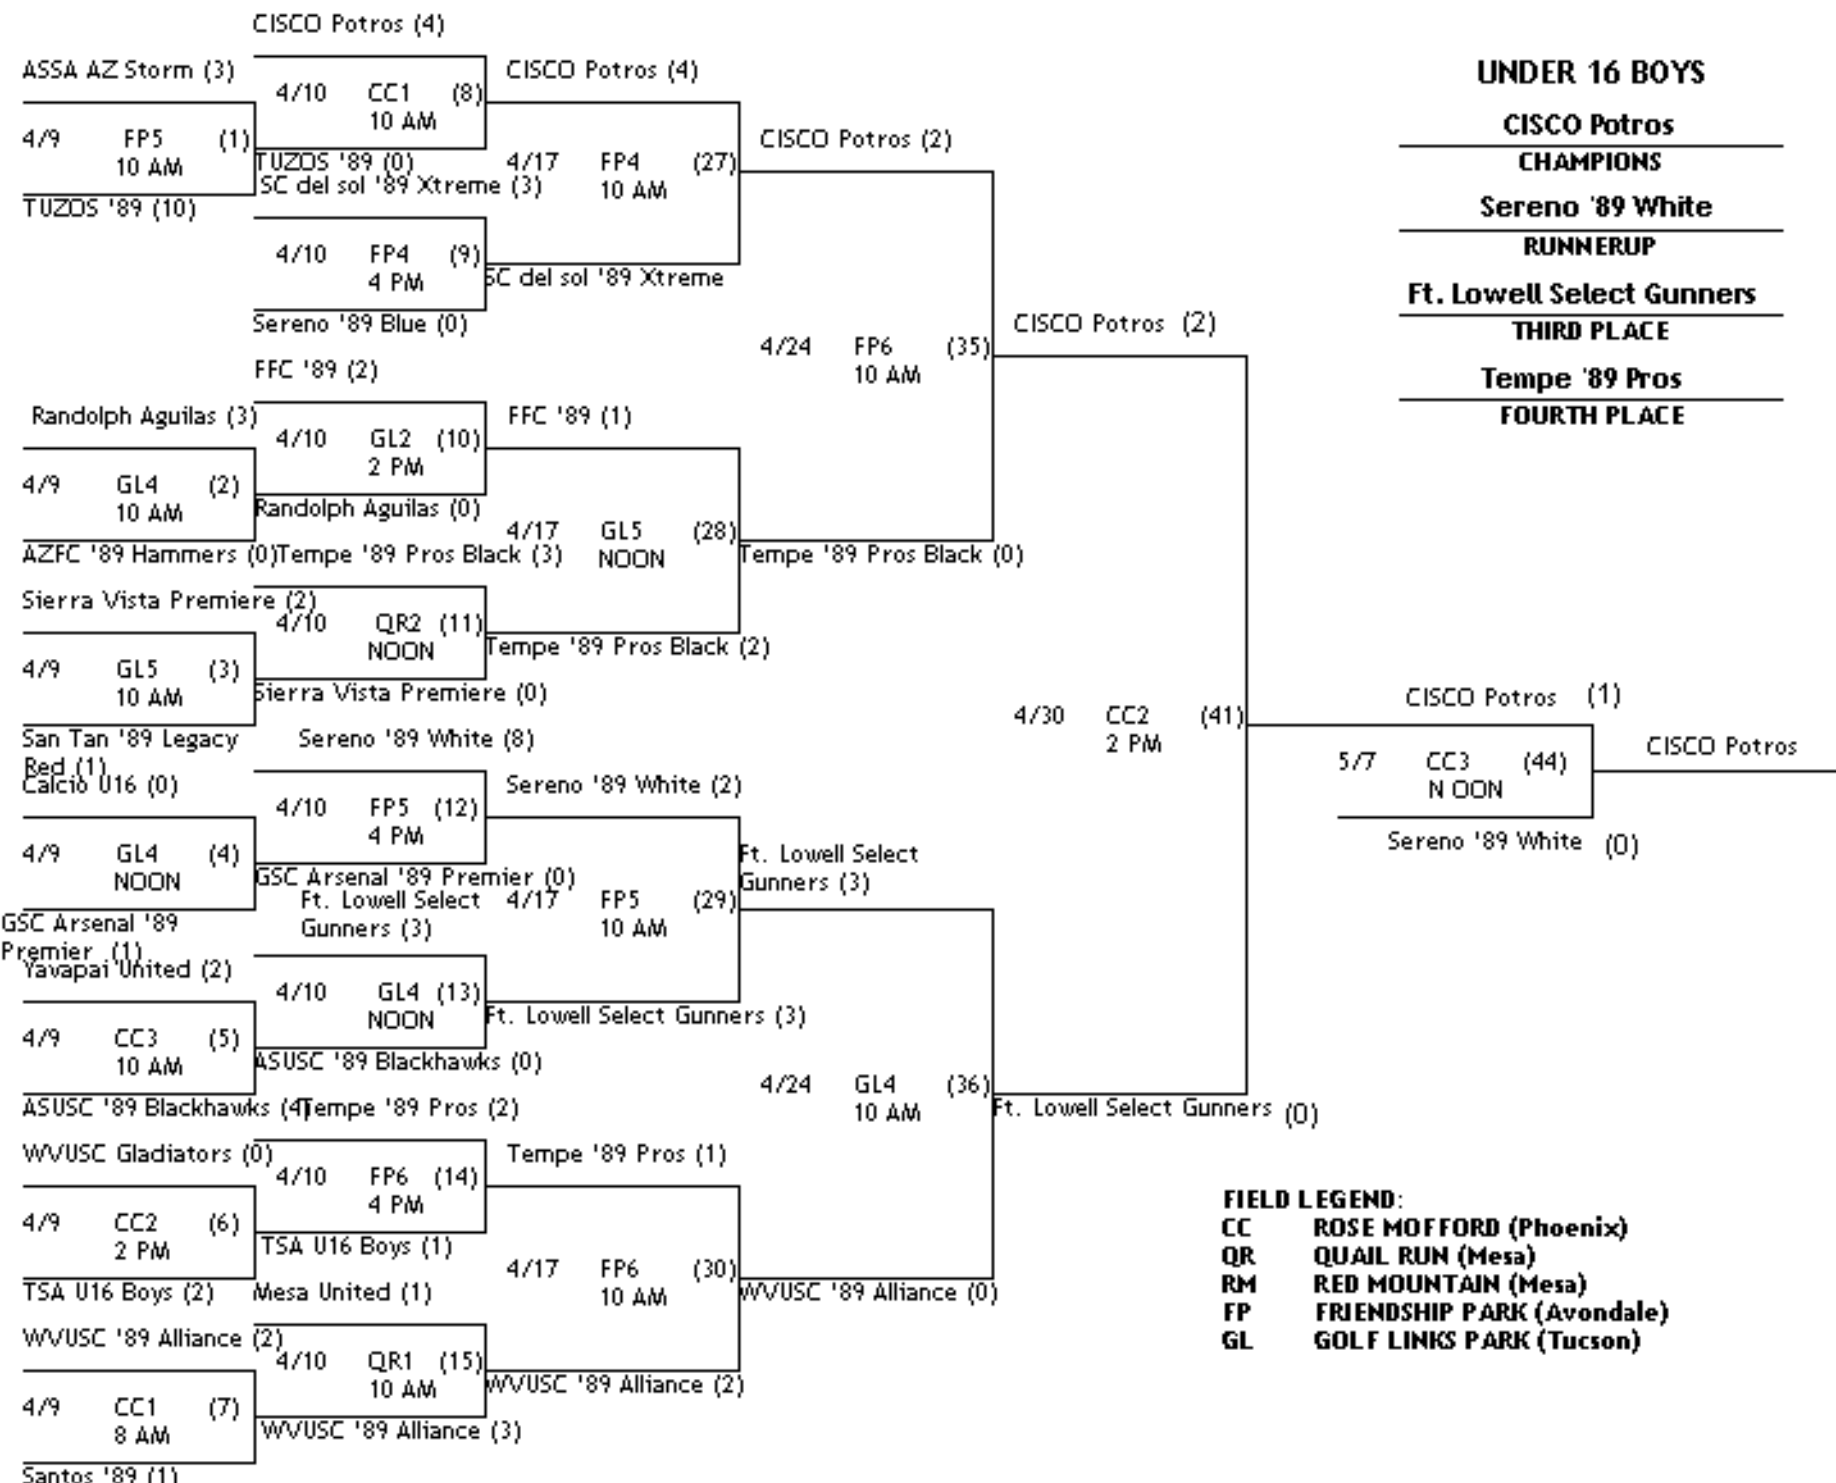 CISCO Potros (4)
ASSA AZ Storm (3)
4/10 CC1 (8)
10 AM
CISCO Potros (4)
4/9 FP5 (1)
10 AM
TUZOS '89 (0)
TUZOS '89 (10)
SC del sol '89 Xtreme (3)
4/17 FP4 (27)
10 AM
CISCO Potros (2)
4/10 FP4 (9)
4 PM
SC del sol '89 Xtreme
Sereno '89 Blue (0)
4/24 FP6 (35)
10 AM
CISCO Potros (2)
FFC '89 (2)
Randolph Aguilas (3)
4/10 GL2 (10)
2 PM
FFC '89 (1)
4/9 GL4 (2)
10 AM
Randolph Aguilas (0)
AZFC '89 Hammers (0)
Tempe '89 Pros Black (3)
4/17 GL5 (28)
NOON
Tempe '89 Pros Black (0)
Sierra Vista Premiere (2)
4/10 QR2 (11)
NOON
Tempe '89 Pros Black (2)
4/9 GL5 (3)
10 AM
Sierra Vista Premiere (0)
San Tan '89 Legacy
Red (1)
Sereno '89 White (8)
Calcio U16 (0)
4/10 FP5 (12)
4 PM
Sereno '89 White (2)
4/9 GL4 (4)
NOON
GSC Arsenal '89 Premier (0)
GSC Arsenal '89
Premier (1)
Ft. Lowell Select
Gunners (3)
4/17 FP5 (29)
10 AM
Ft. Lowell Select
Gunners (3)
Yavapai United (2)
4/10 GL4 (13)
NOON
Ft. Lowell Select Gunners (3)
4/9 CC3 (5)
10 AM
ASUSC '89 Blackhawks (0)
ASUSC '89 Blackhawks (4)
Tempe '89 Pros (2)
4/24 GL4 (36)
10 AM
Ft. Lowell Select Gunners (0)
WVUSC Gladiators (0)
4/10 FP6 (14)
4 PM
Tempe '89 Pros (1)
4/9 CC2 (6)
2 PM
TSA U16 Boys (1)
TSA U16 Boys (2)
Mesa United (1)
4/17 FP6 (30)
10 AM
WVUSC '89 Alliance (0)
WVUSC '89 Alliance (2)
4/10 QR1 (15)
10 AM
WVUSC '89 Alliance (2)
4/9 CC1 (7)
8 AM
WVUSC '89 Alliance (3)
Santos '89 (1)
4/30 CC2 (41)
2 PM
CISCO Potros (1)
5/7 CC3 (44)
N OON
Sereno '89 White (0)
CISCO Potros
UNDER 16 BOYS
CISCO Potros
CHAMPIONS
Sereno '89 White
RUNNERUP
Ft. Lowell Select Gunners
THIRD PLACE
Tempe '89 Pros
FOURTH PLACE
FIELD LEGEND:
CC ROSE MOFFORD (Phoenix)
QR QUAIL RUN (Mesa)
RM RED MOUNTAIN (Mesa)
FP FRIENDSHIP PARK (Avondale)
GL GOLF LINKS PARK (Tucson)